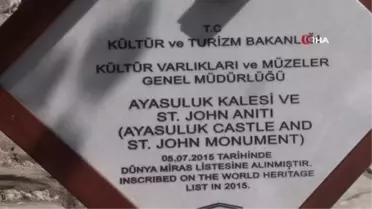 T.C
KÜLTÜR ve TURİZM BAKANLIĞI
İHA
KÜLTÜR VARLIKLARI ve MÜZELER
GENEL MÜDÜRLÜĞÜ
AYASULUK KALESİ VE
ST. JOHN ANITI
(AYASULUK CASTLE AND
ST. JOHN MONUMENT)
05.07.2015 TARİHİNDE
DÜNYA MİRAS LİSTESİNE ALINMIŞTIR.
INSCRIBED ON THE WORLD HERITAGE
LIST IN 2015.